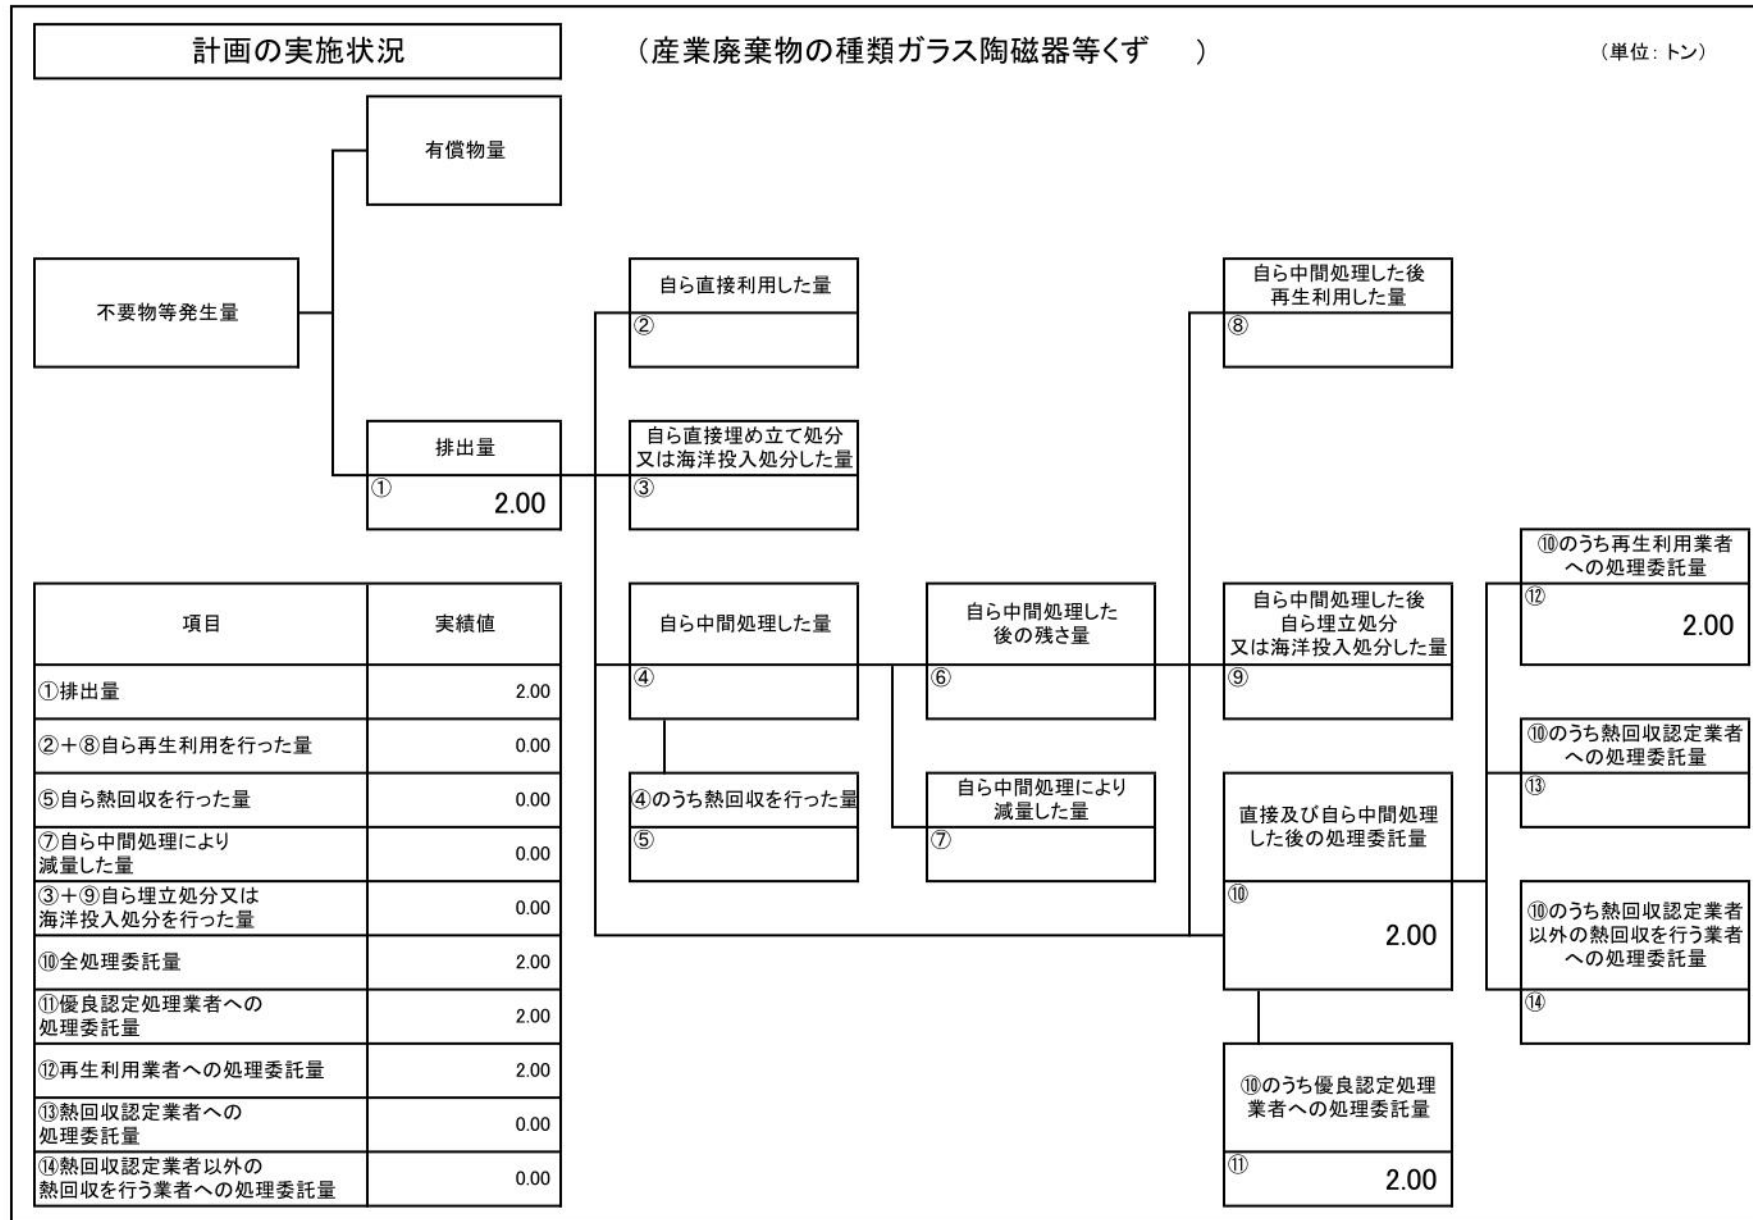 計画の実施状況
（産業廃棄物の種類ガラス陶磁器等くず　）
（単位：トン）
有償物量
不要物等発生量
自ら直接利用した量
②
自ら中間処理した後
再生利用した量
⑧
排出量
①
2.00
自ら直接埋め立て処分
又は海洋投入処分した量
③
⑩のうち再生利用業者
への処理委託量
⑫
2.00
自ら中間処理した量
④
自ら中間処理した
後の残さ量
⑥
自ら中間処理した後
自ら埋立処分
又は海洋投入処分した量
⑨
⑩のうち熱回収認定業者
への処理委託量
⑬
④のうち熱回収を行った量
⑤
自ら中間処理により
減量した量
⑦
直接及び自ら中間処理
した後の処理委託量
⑩
2.00
⑩のうち熱回収認定業者
以外の熱回収を行う業者
への処理委託量
⑭
⑩のうち優良認定処理
業者への処理委託量
⑪
2.00
項目 実績値
①排出量 2.00
②＋⑧自ら再生利用を行った量 0.00
⑤自ら熱回収を行った量 0.00
⑦自ら中間処理により
減量した量 0.00
③＋⑨自ら埋立処分又は
海洋投入処分を行った量 0.00
⑩全処理委託量 2.00
⑪優良認定処理業者への
処理委託量 2.00
⑫再生利用業者への処理委託量 2.00
⑬熱回収認定業者への
処理委託量 0.00
⑭熱回収認定業者以外の
熱回収を行う業者への処理委託量 0.00